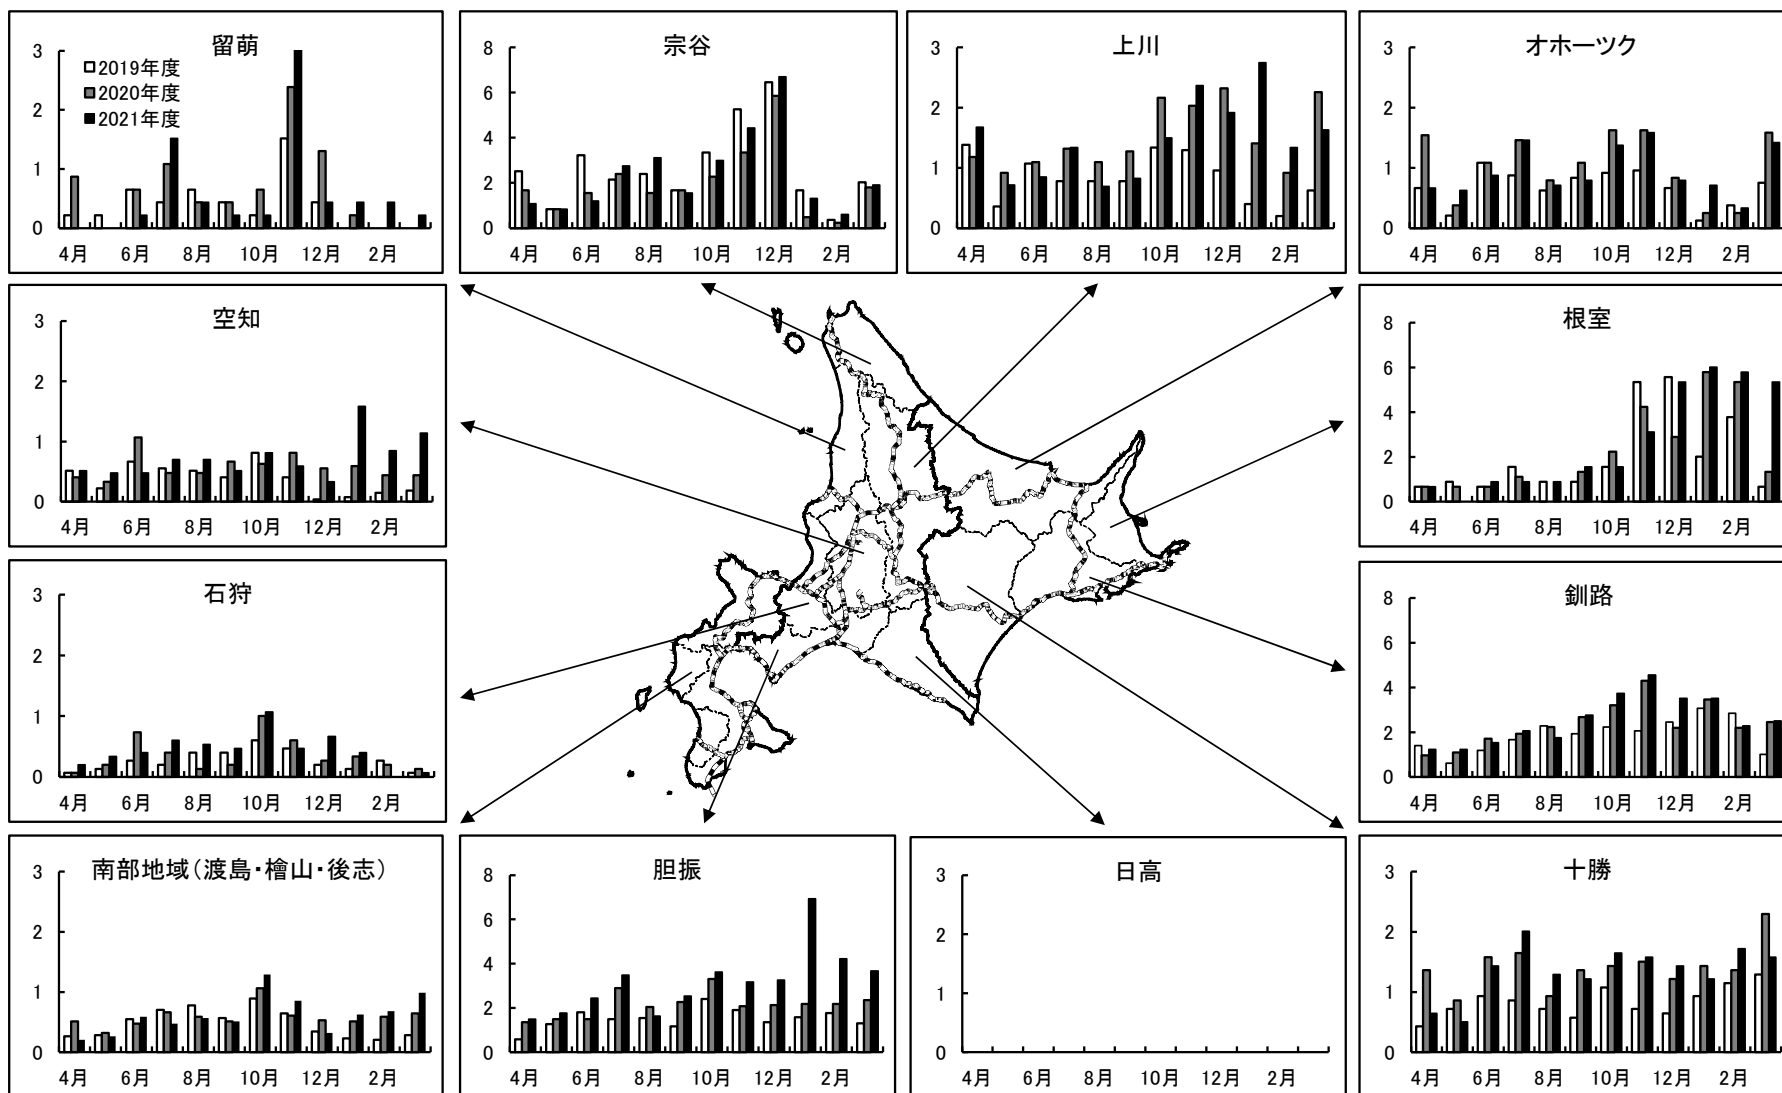 留萌
3
2
1
0
□2019年度
■2020年度
■2021年度
4月 6月 8月 10月 12月 2月
宗谷
8
6
4
2
0
4月 6月 8月 10月 12月 2月
上川
3
2
1
0
4月 6月 8月 10月 12月 2月
オホーツク
3
2
1
0
4月 6月 8月 10月 12月 2月
空知
3
2
1
0
4月 6月 8月 10月 12月 2月
根室
8
6
4
2
0
4月 6月 8月 10月 12月 2月
石狩
3
2
1
0
4月 6月 8月 10月 12月 2月
釧路
8
6
4
2
0
4月 6月 8月 10月 12月 2月
南部地域（渡島・檜山・後志）
3
2
1
0
4月 6月 8月 10月 12月 2月
胆振
8
6
4
2
0
4月 6月 8月 10月 12月 2月
日高
3
2
1
0
4月 6月 8月 10月 12月 2月
十勝
3
2
1
0
4月 6月 8月 10月 12月 2月